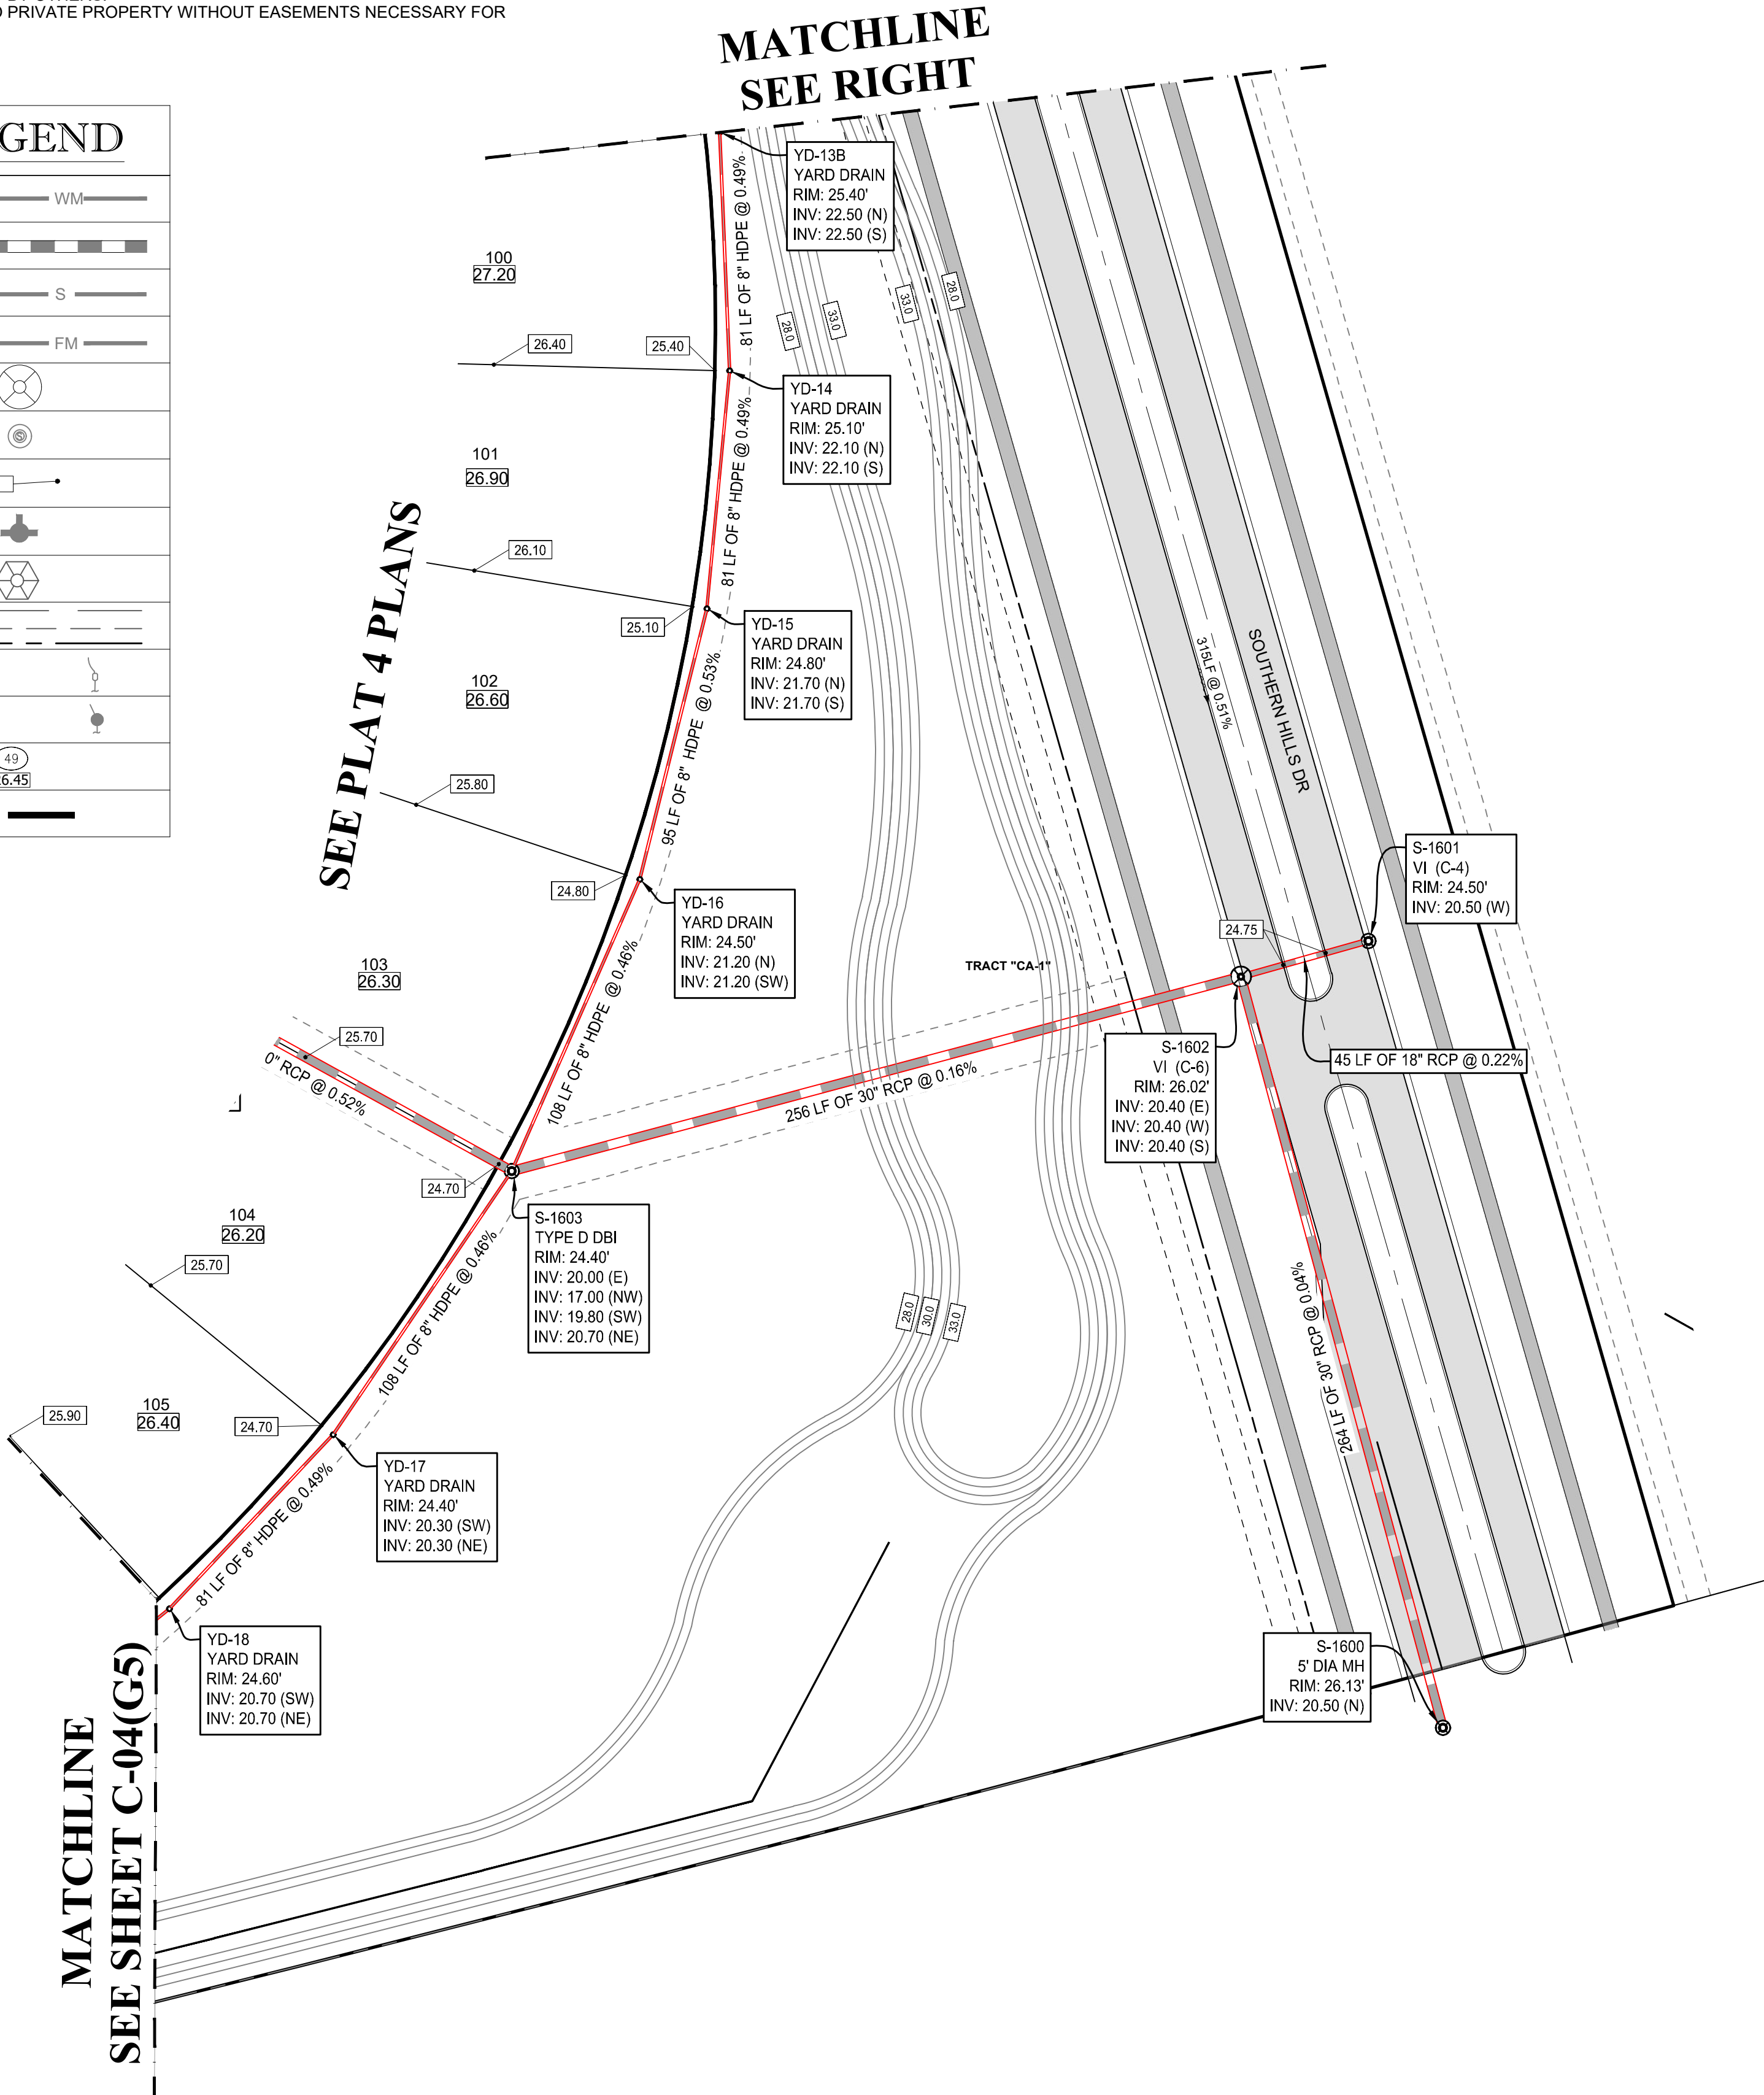 PRIVATE PROPERTY WITHOUT EASEMENTS NECESSARY FOR
MATCHLINE
SEE RIGHT
GEND
WM
S
FM
S
49
6.45
SEE PLAT 4 PLANS
100
27.20
26.40
25.40
101
26.90
26.10
25.10
102
26.60
25.80
24.80
103
26.30
25.70
24.70
104
26.20
25.70
24.70
105
26.40
25.90
YD-13B
YARD DRAIN
RIM: 25.40'
INV: 22.50 (N)
INV: 22.50 (S)
81 LF OF 8" HDPE @ 0.49%
28.0
33.0
33.0
28.0
YD-14
YARD DRAIN
RIM: 25.10'
INV: 22.10 (N)
INV: 22.10 (S)
81 LF OF 8" HDPE @ 0.49%
YD-15
YARD DRAIN
RIM: 24.80'
INV: 21.70 (N)
INV: 21.70 (S)
95 LF OF 8" HDPE @ 0.53%
YD-16
YARD DRAIN
RIM: 24.50'
INV: 21.20 (N)
INV: 21.20 (SW)
108 LF OF 8" HDPE @ 0.46%
0" RCP @ 0.52%
256 LF OF 30" RCP @ 0.16%
TRACT "CA-1"
315LF @ 0.51%
SOUTHERN HILLS DR
S-1601
VI (C-4)
RIM: 24.50'
INV: 20.50 (W)
24.75
45 LF OF 18" RCP @ 0.22%
S-1602
VI (C-6)
RIM: 26.02'
INV: 20.40 (E)
INV: 20.40 (W)
INV: 20.40 (S)
S-1603
TYPE D DBI
RIM: 24.40'
INV: 20.00 (E)
INV: 17.00 (NW)
INV: 19.80 (SW)
INV: 20.70 (NE)
108 LF OF 8" HDPE @ 0.46%
28.0
30.0
33.0
264 LF OF 30" RCP @ 0.04%
YD-17
YARD DRAIN
RIM: 24.40'
INV: 20.30 (SW)
INV: 20.30 (NE)
81 LF OF 8" HDPE @ 0.49%
YD-18
YARD DRAIN
RIM: 24.60'
INV: 20.70 (SW)
INV: 20.70 (NE)
S-1600
5' DIA MH
RIM: 26.13'
INV: 20.50 (N)
MATCHLINE
SEE SHEET C-04(G5)